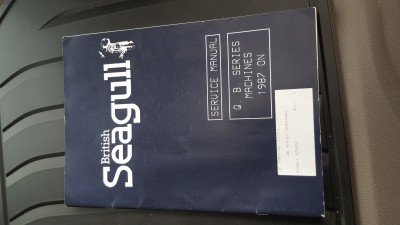 British
Seagull
SERVICE MANUAL
Q. B SERIES
MACHINES
1987 ON